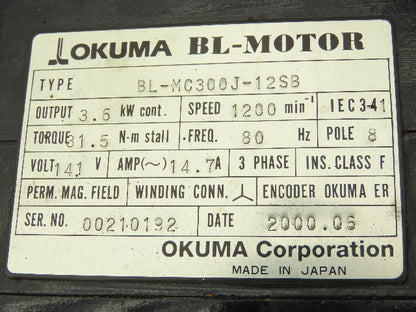 OKUMA BL-MOTOR
TYPE BL-MC300J-12SB
OUTPUT 3.6 kW cont. SPEED 1200 min⁻¹ IEC34-1
TORQUE 31.5 N-m stall FREQ. 80 Hz POLE 8
VOLT 141 V AMP(~) 14.7A 3 PHASE INS. CLASS F
PERM. MAG. FIELD WINDING CONN. ENCODER OKUMA ER
SER. NO. 00210192 DATE 2000.06
OKUMA Corporation
MADE IN JAPAN